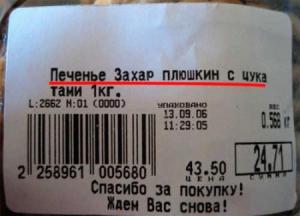 Печенье Захар плюшкин с цука
тами 1кг.
L:2662 M:01 (0000)
УПАКОВАНО
13.09.06
11:29:05
ВЕС
0.568 кг
2 258961 005680
43.50
ЦЕНА
24.71
СУММА
Спасибо за покупку!
Ждем Вас снова!